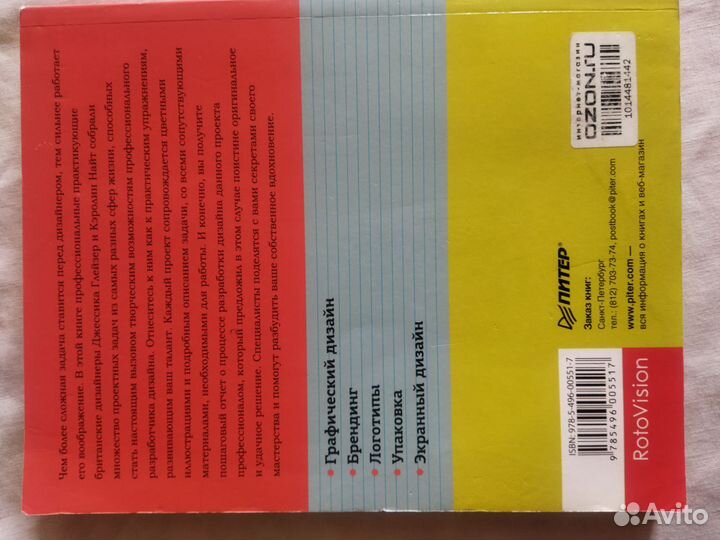 Чем более сложная задача ставится перед дизайнером, тем сильнее работает
его воображение. В этой книге профессиональные практикующие
британские дизайнеры Джессика Глейзер и Кэролин Найт собрали
множество проектных задач из самых разных сфер жизни, способных
стать настоящим вызовом творческим возможностям профессионального
разработчика дизайна. Отнеситесь к ним как к практическим упражнениям,
развивающим ваш талант. Каждый проект сопровождается цветными
иллюстрациями и подробным описанием задачи, со всеми сопутствующими
материалами, необходимыми для работы. И конечно, вы получите
пошаговый отчет о процессе разработки дизайна данного проекта
профессионалом, который предложил в этом случае поистине оригинальное
и удачное решение. Специалисты поделятся с вами секретами своего
мастерства и помогут разбудить ваше собственное вдохновение.
• Графический дизайн
• Брендинг
• Логотипы
• Упаковка
• Экранный дизайн
ПИТЕР®
Заказ книг:
Санкт-Петербург
тел.: (812) 703-73-74, postbook@piter.com
www.piter.com —
вся информация о книгах и веб-магазин
интернет-магазин
OZON.RU
1014481442
ISBN: 978-5-496-00551-7
9 785496 005517
RotoVision
Avito